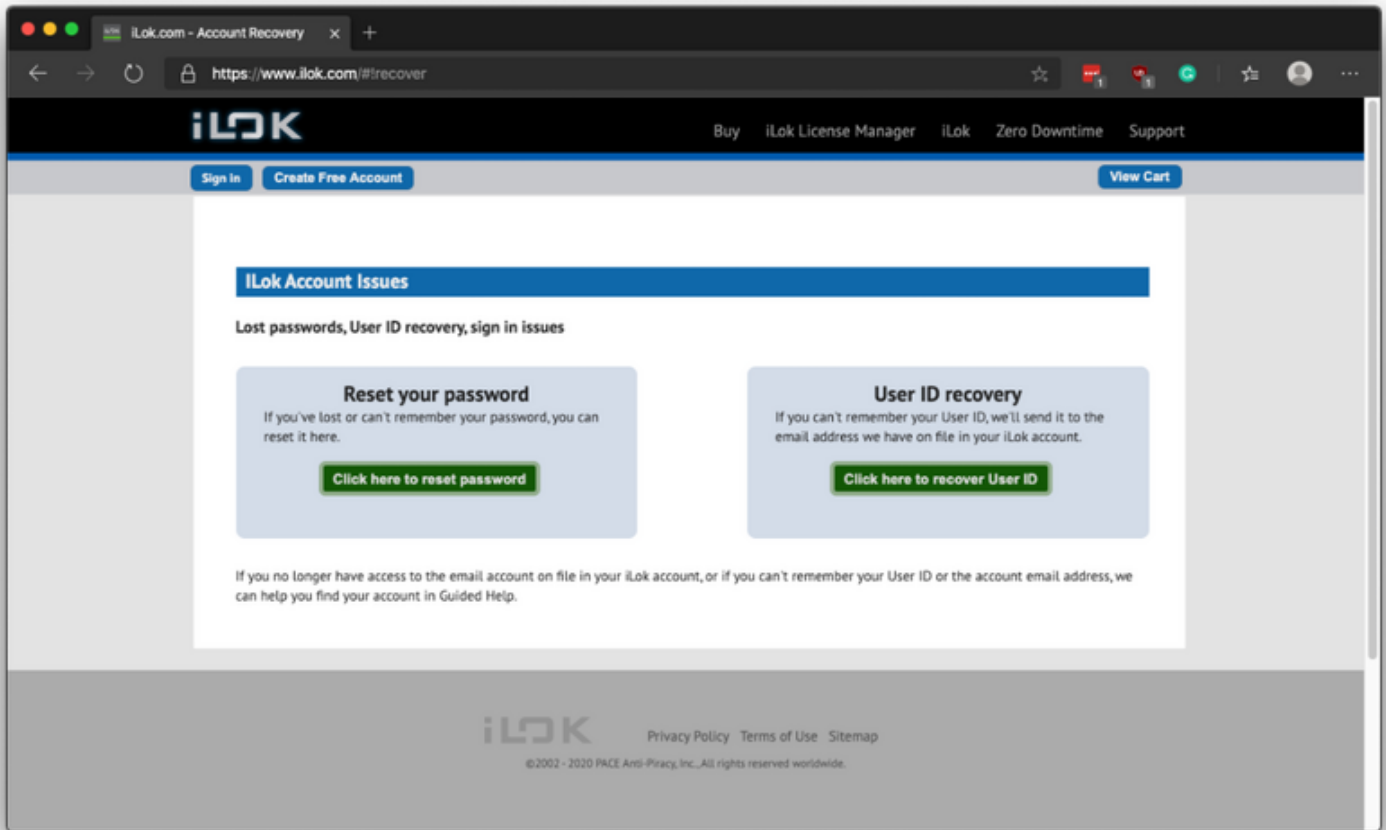 iLok.com - Account Recovery
https://www.ilok.com/#!recover
1
1
iLOK
Buy iLok License Manager iLok Zero Downtime Support
Sign in Create Free Account View Cart
ILok Account Issues
Lost passwords, User ID recovery, sign in issues
Reset your password
If you've lost or can't remember your password, you can
reset it here.
Click here to reset password
User ID recovery
If you can't remember your User ID, we'll send it to the
email address we have on file in your iLok account.
Click here to recover User ID
If you no longer have access to the email account on file in your iLok account, or if you can't remember your User ID or the account email address, we
can help you find your account in Guided Help.
iLOK
Privacy Policy Terms of Use Sitemap
©2002 - 2020 PACE Anti-Piracy, Inc., All rights reserved worldwide.